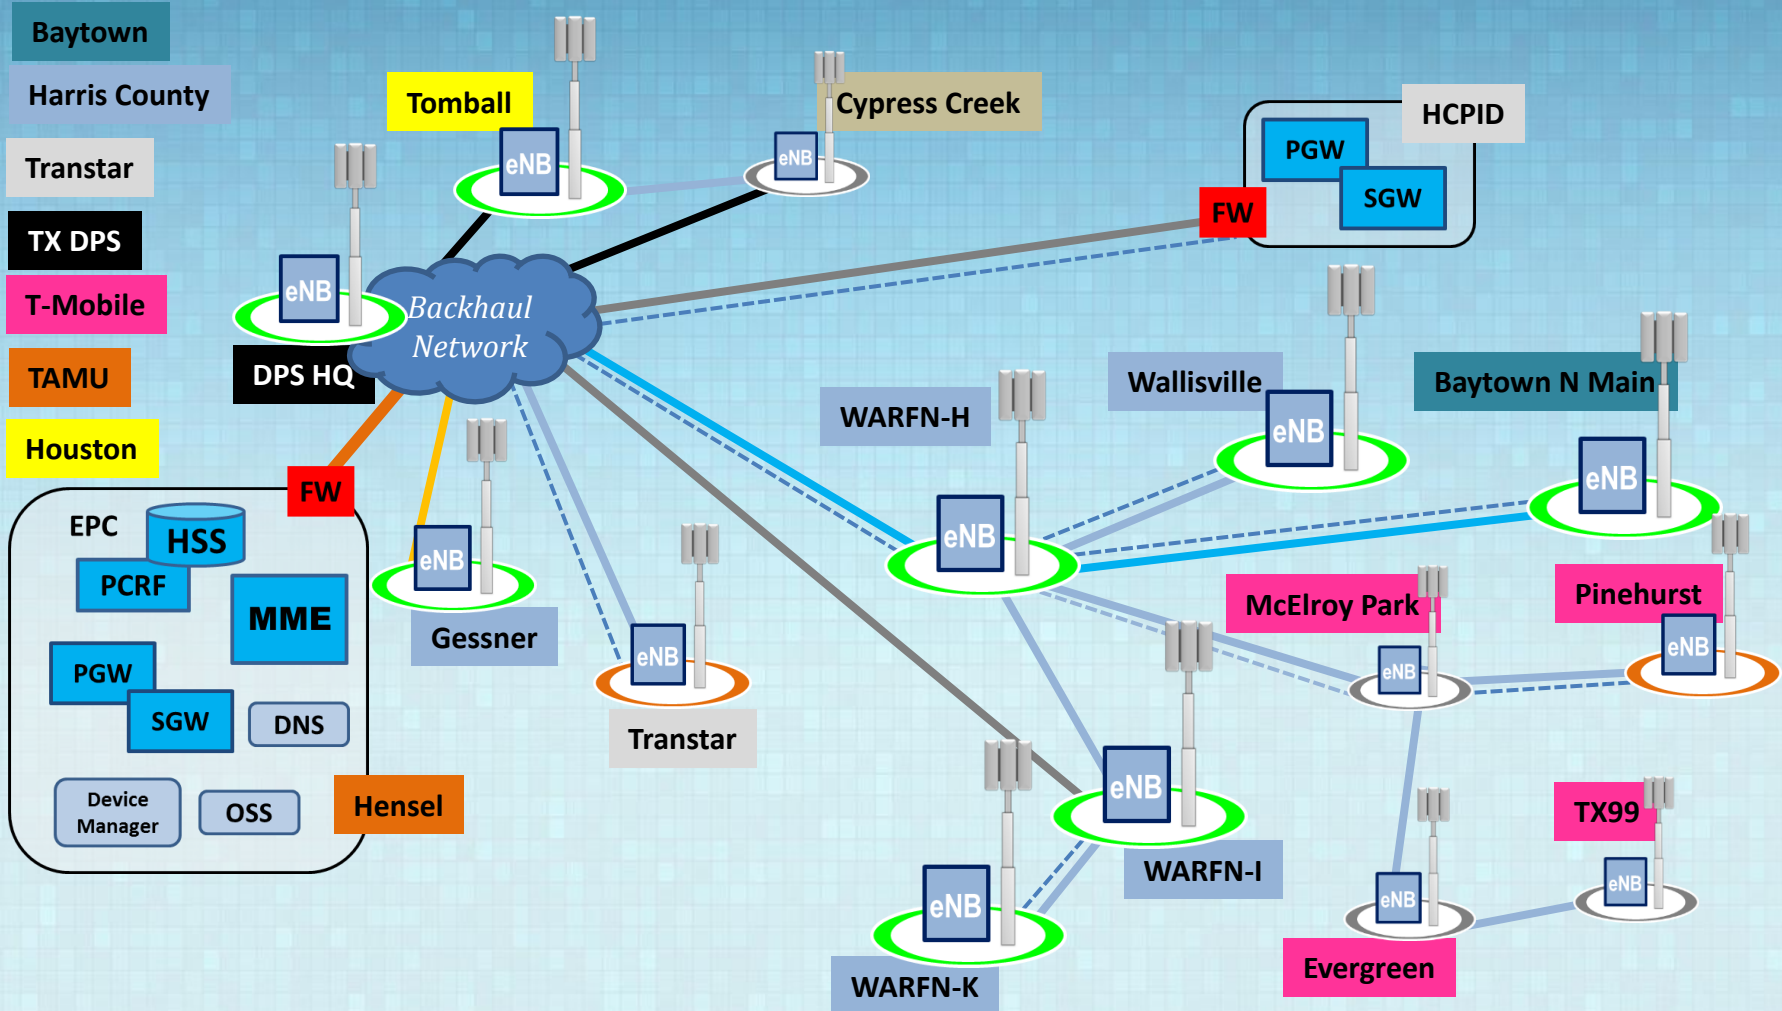 Baytown
Harris County
Transtar
TX DPS
T-Mobile
TAMU
Houston
Tomball
eNB
Cypress Creek
eNB
HCPID
PGW
SGW
FW
eNB
DPS HQ
Backhaul
Network
WARFN-H
eNB
Wallisville
eNB
Baytown N Main
eNB
FW
EPC
HSS
PCRF
MME
PGW
SGW
DNS
Device
Manager
OSS
Hensel
eNB
Gessner
eNB
Transtar
McElroy Park
eNB
Pinehurst
eNB
eNB
WARFN-I
eNB
WARFN-K
eNB
Evergreen
TX99
eNB